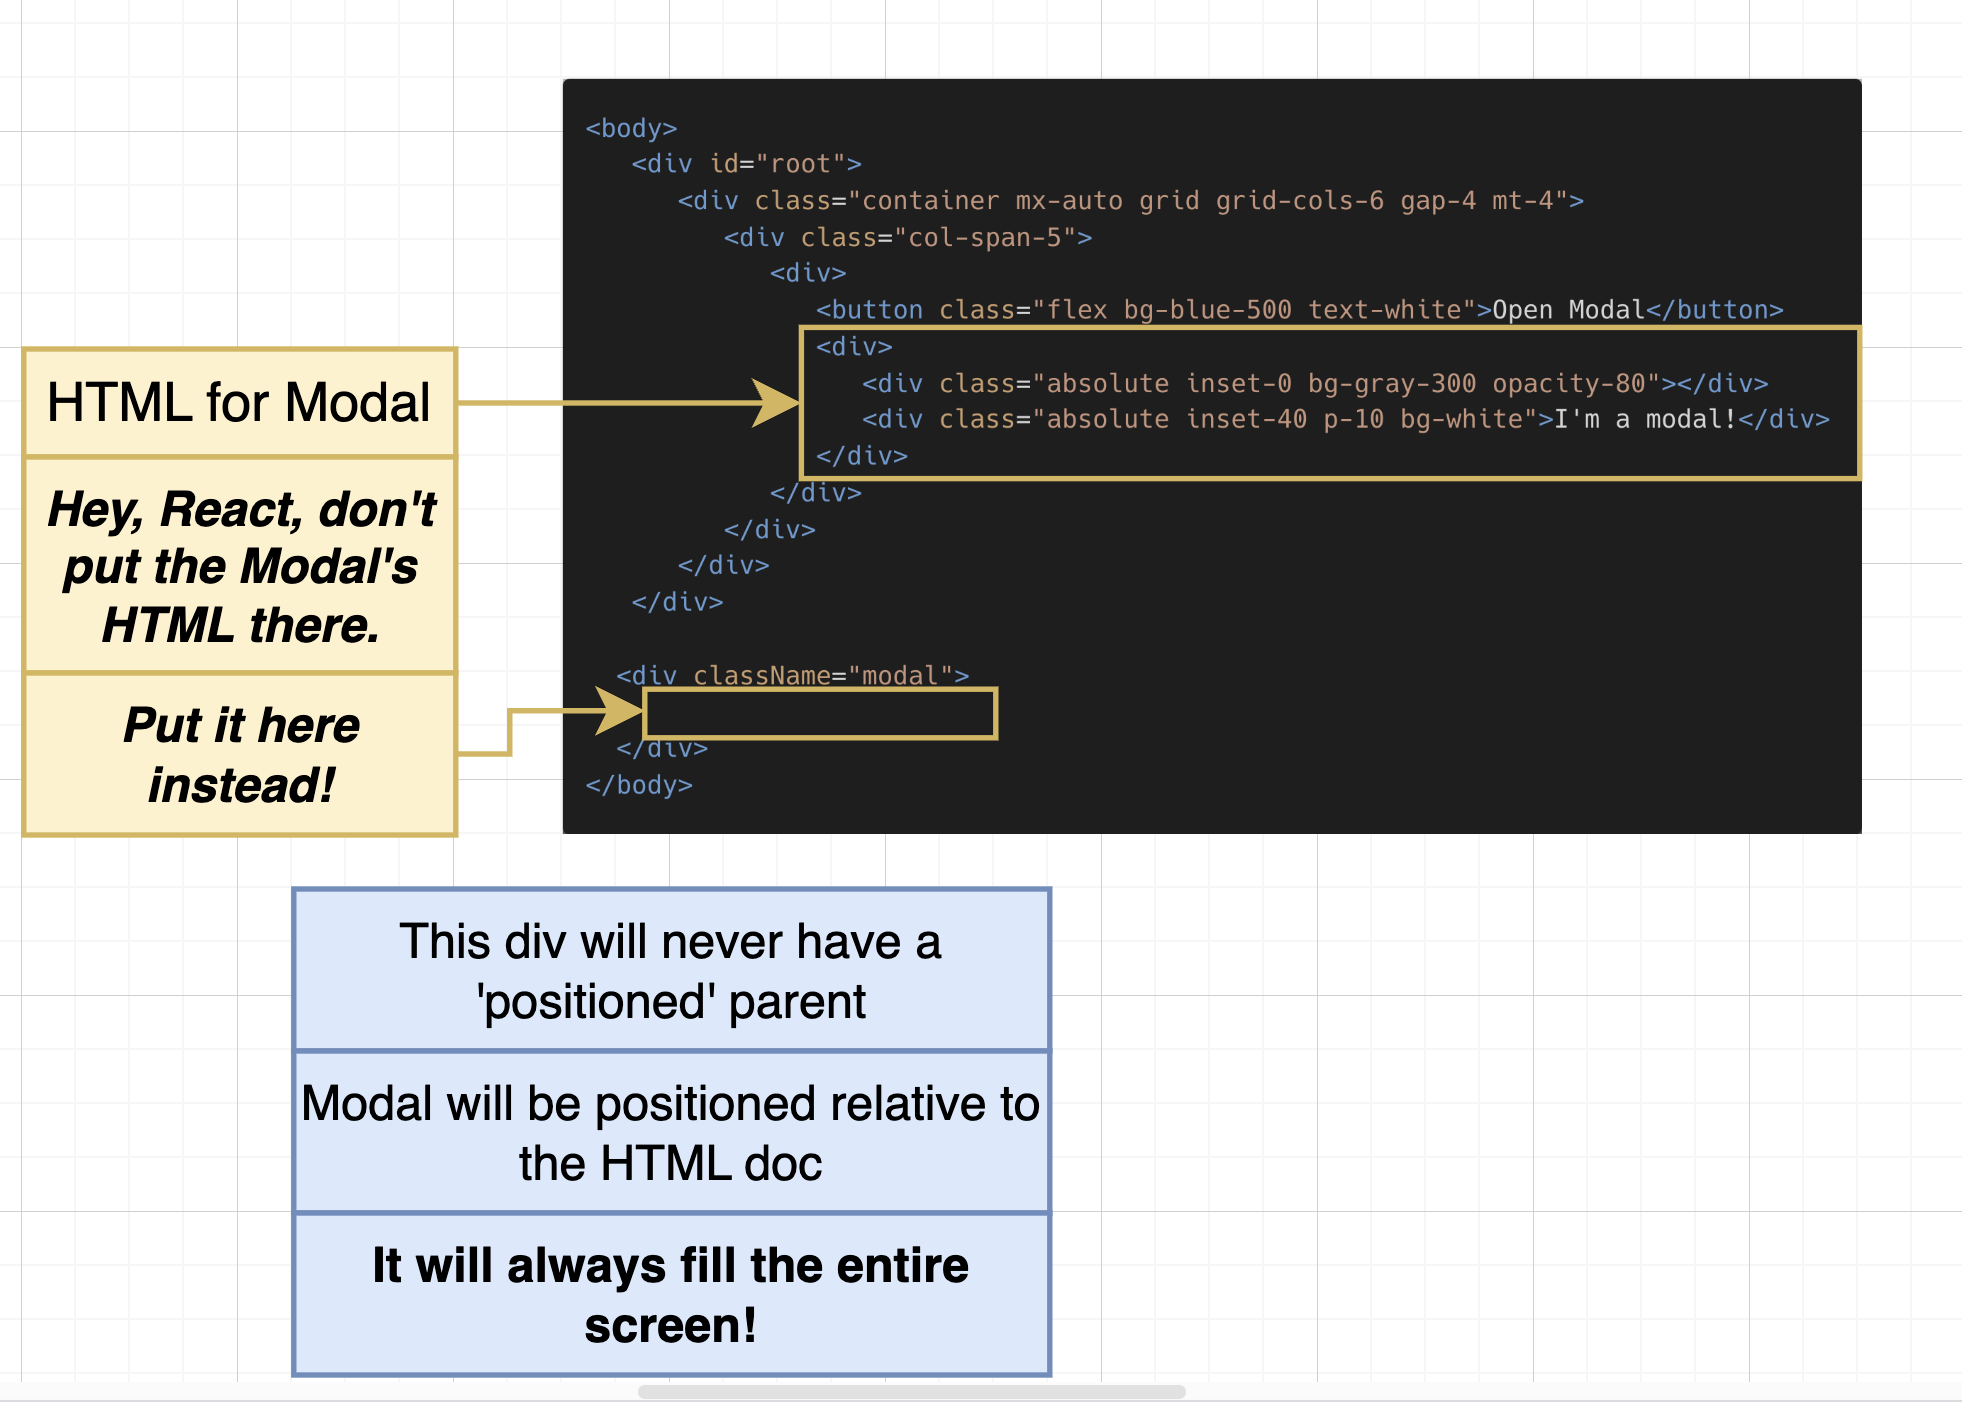 <body>
<div id="root">
<div class="container mx-auto grid grid-cols-6 gap-4 mt-4">
<div class="col-span-5">
<div>
<button class="flex bg-blue-500 text-white">Open Modal</button>
<div>
<div class="absolute inset-0 bg-gray-300 opacity-80"></div>
<div class="absolute inset-40 p-10 bg-white">I'm a modal!</div>
</div>
</div>
</div>
</div>
</div>
<div className="modal">
</div>
</body>
HTML for Modal
Hey, React, don't
put the Modal's
HTML there.
Put it here
instead!
This div will never have a
'positioned' parent
Modal will be positioned relative to
the HTML doc
It will always fill the entire
screen!